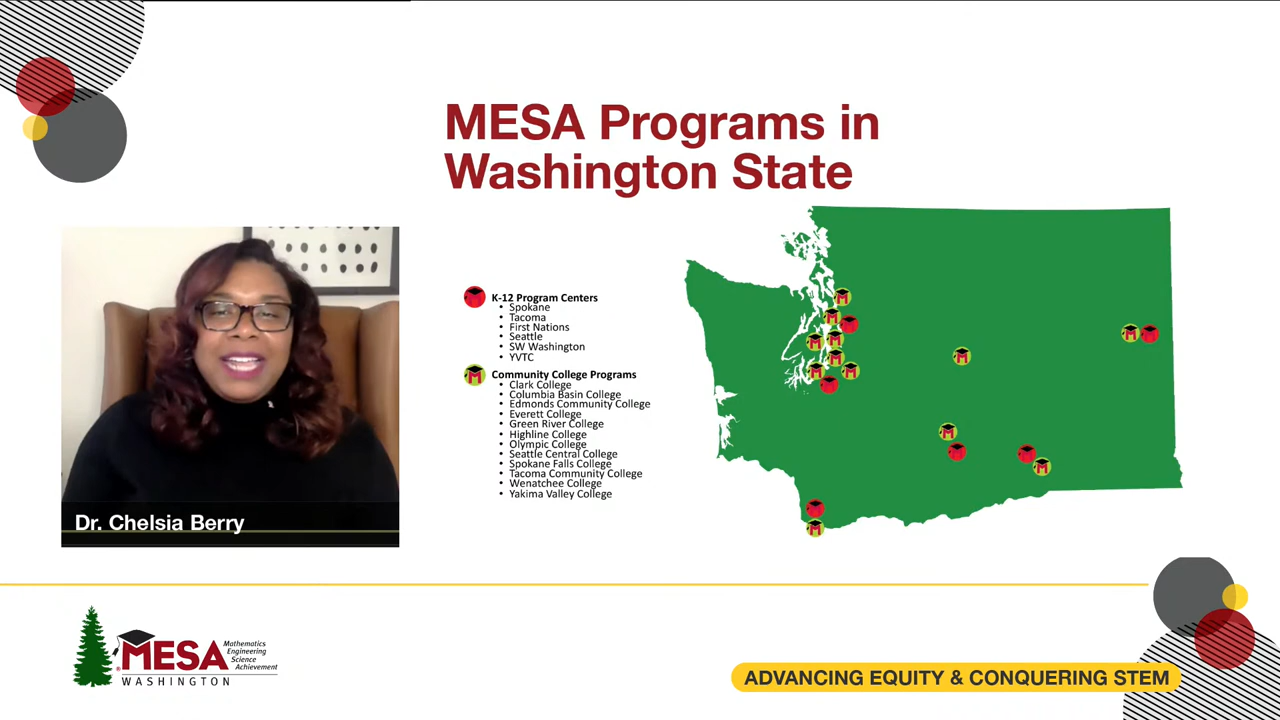 MESA Programs in
Washington State
K-12 Program Centers
• Spokane
• Tacoma
• First Nations
• Seattle
• SW Washington
• YVTC
Community College Programs
• Clark College
• Columbia Basin College
• Edmonds Community College
• Everett College
• Green River College
• Highline College
• Olympic College
• Seattle Central College
• Spokane Falls College
• Tacoma Community College
• Wenatchee College
• Yakima Valley College
Dr. Chelsia Berry
MESA
Mathematics
Engineering
Science
Achievement
WASHINGTON
ADVANCING EQUITY & CONQUERING STEM